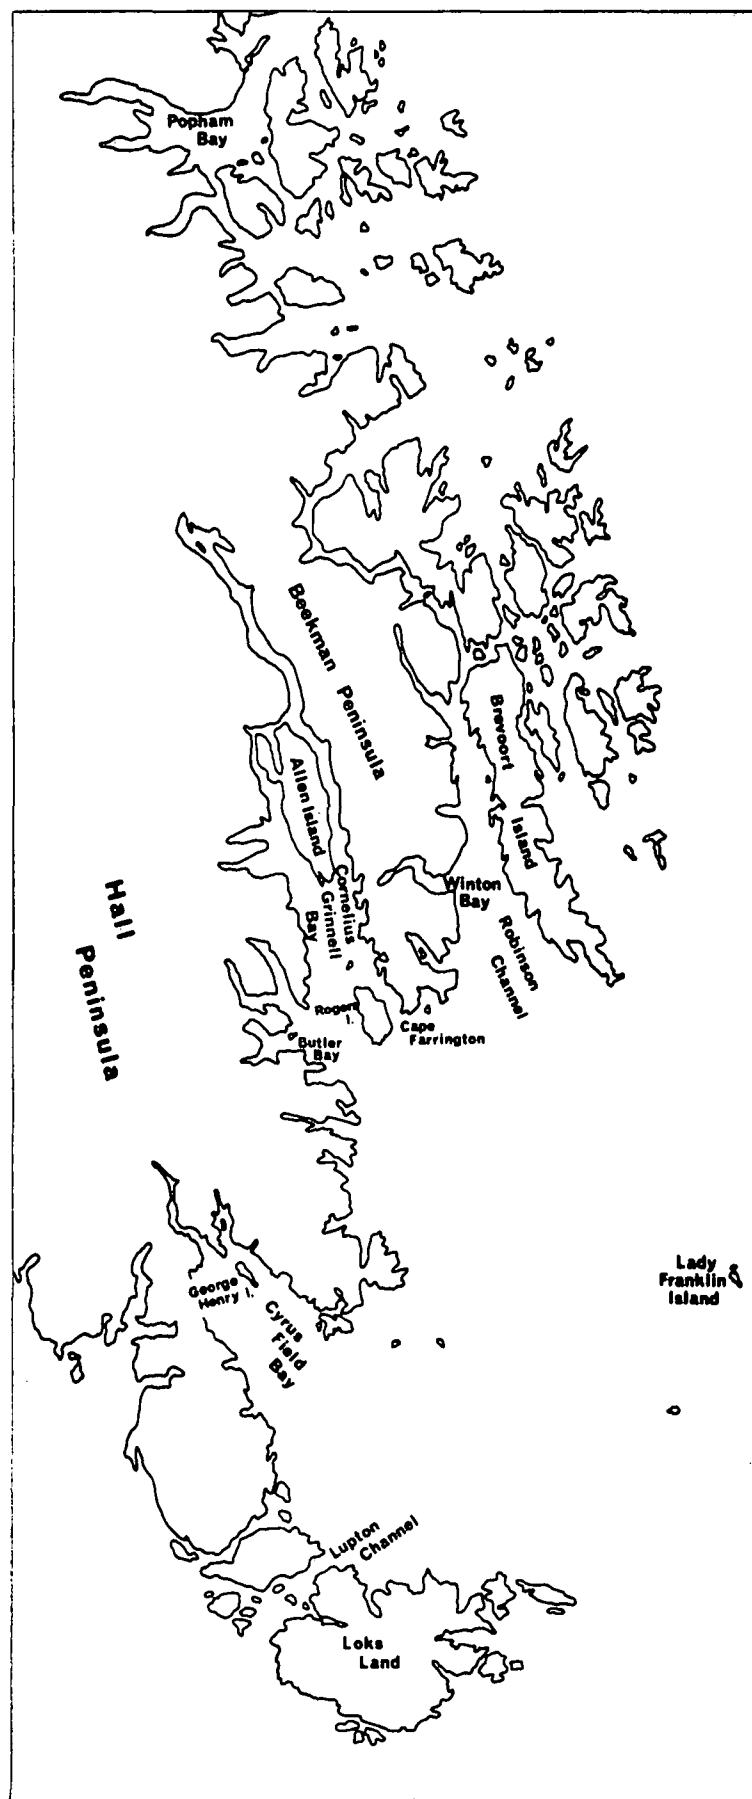 Popham
Bay
Beekman Peninsula
Brevoort
Island
Allen Island
Cornelius
Grinnell
Bay
Winton
Bay
Robinson
Channel
Hall
Peninsula
Rogers
I.
Cape
Farrington
Butler
Bay
Lady
Franklin
Island
George
Henry I.
Cyrus
Field
Bay
Lupton
Channel
Loks
Land